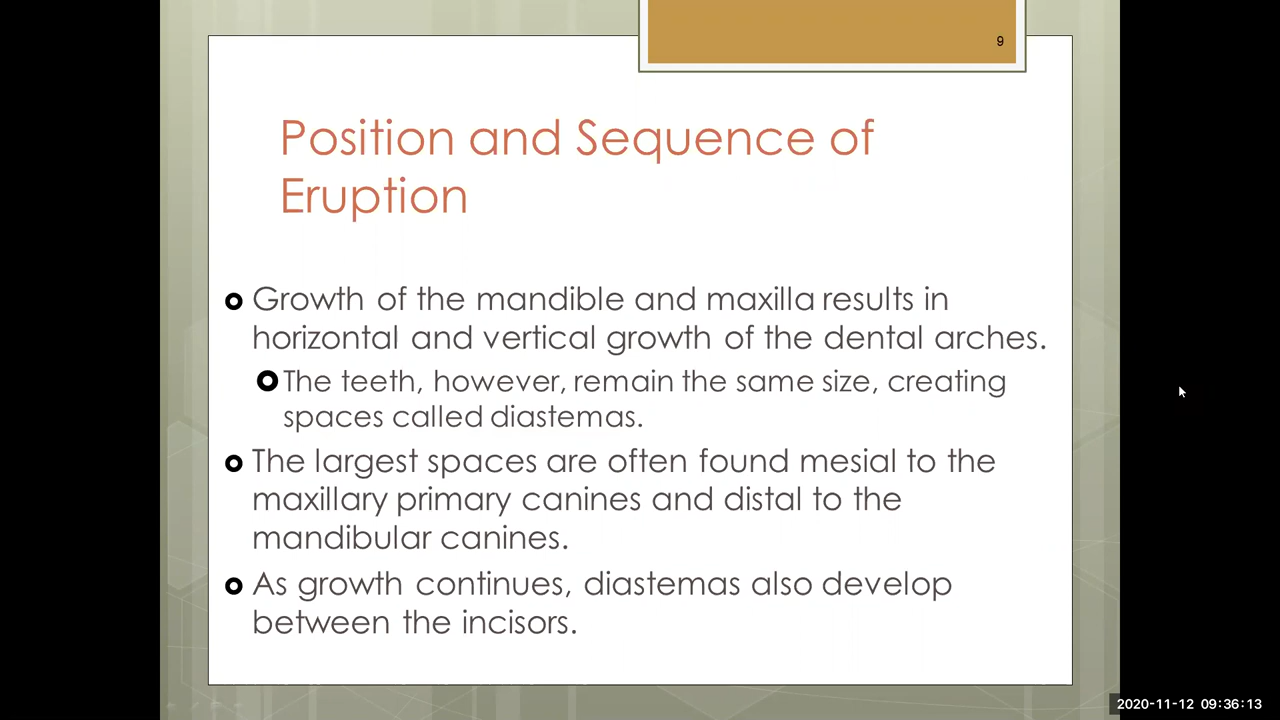 9
Position and Sequence of
Eruption
Growth of the mandible and maxilla results in
horizontal and vertical growth of the dental arches.
The teeth, however, remain the same size, creating
spaces called diastemas.
The largest spaces are often found mesial to the
maxillary primary canines and distal to the
mandibular canines.
As growth continues, diastemas also develop
between the incisors.
2020-11-12 09:36:13